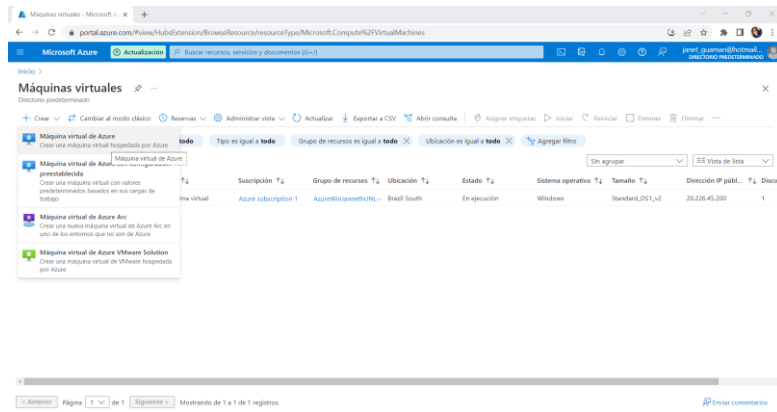 Máquinas virtuales - Microsoft A
portal.azure.com/#view/HubsExtension/BrowseResource/resourceType/Microsoft.Compute%2FVirtualMachines
Microsoft Azure Actualización Buscar recursos, servicios y documentos (G+/) janet_guaman@hotmail...
DIRECTORIO PREDETERMINADO
Inicio >
Máquinas virtuales
Directorio predeterminado
Crear Cambiar al modo clásico Reservas Administrar vista Actualizar Exportar a CSV Abrir consulta Asignar etiquetas Iniciar Reiniciar Detener Eliminar
Máquina virtual de Azure
Crear una máquina virtual hospedada por Azure
todo Tipo es igual a todo Grupo de recursos es igual a todo Ubicación es igual a todo Agregar filtro
Máquina virtual de Azure
Máquina virtual de Azure con configuración
preestablecida
Crear una máquina virtual con valores
predeterminados basados en sus cargas de
trabajo
Sin agrupar Vista de lista
Suscripción Grupo de recursos Ubicación Estado Sistema operativo Tamaño Dirección IP públ... Disco
ina virtual Azure subscription 1 AzureWinJannethUNL... Brazil South En ejecución Windows Standard_DS1_v2 20.226.45.200 1
Máquina virtual de Azure Arc
Crear una nueva máquina virtual de Azure Arc en
uno de los entornos que no son de Azure
Máquina virtual de Azure VMware Solution
Crear una máquina virtual de VMware hospedada
por Azure
< Anterior Página 1 de 1 Siguiente > Mostrando de 1 a 1 de 1 registros. Enviar comentarios